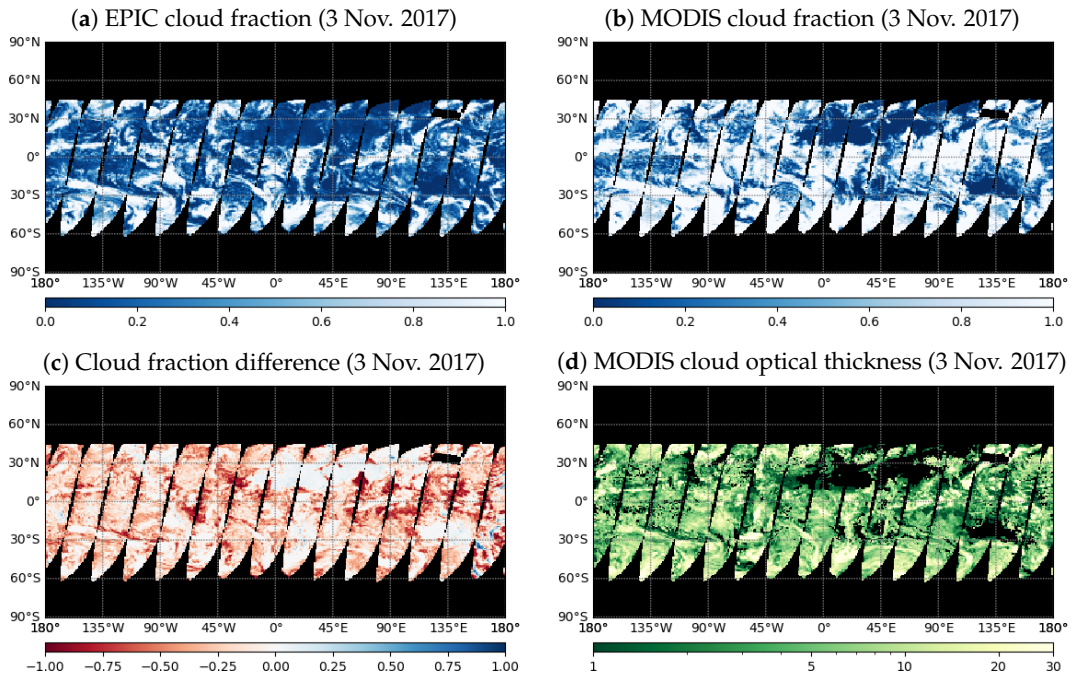 (a) EPIC cloud fraction (3 Nov. 2017)
90°N
60°N
30°N
0°
30°S
60°S
90°S
180° 135°W 90°W 45°W 0° 45°E 90°E 135°E 180°
0.0 0.2 0.4 0.6 0.8 1.0
(b) MODIS cloud fraction (3 Nov. 2017)
90°N
60°N
30°N
0°
30°S
60°S
90°S
180° 135°W 90°W 45°W 0° 45°E 90°E 135°E 180°
0.0 0.2 0.4 0.6 0.8 1.0
(c) Cloud fraction difference (3 Nov. 2017)
90°N
60°N
30°N
0°
30°S
60°S
90°S
180° 135°W 90°W 45°W 0° 45°E 90°E 135°E 180°
−1.00 −0.75 −0.50 −0.25 0.00 0.25 0.50 0.75 1.00
(d) MODIS cloud optical thickness (3 Nov. 2017)
90°N
60°N
30°N
0°
30°S
60°S
90°S
180° 135°W 90°W 45°W 0° 45°E 90°E 135°E 180°
1 5 10 20 30